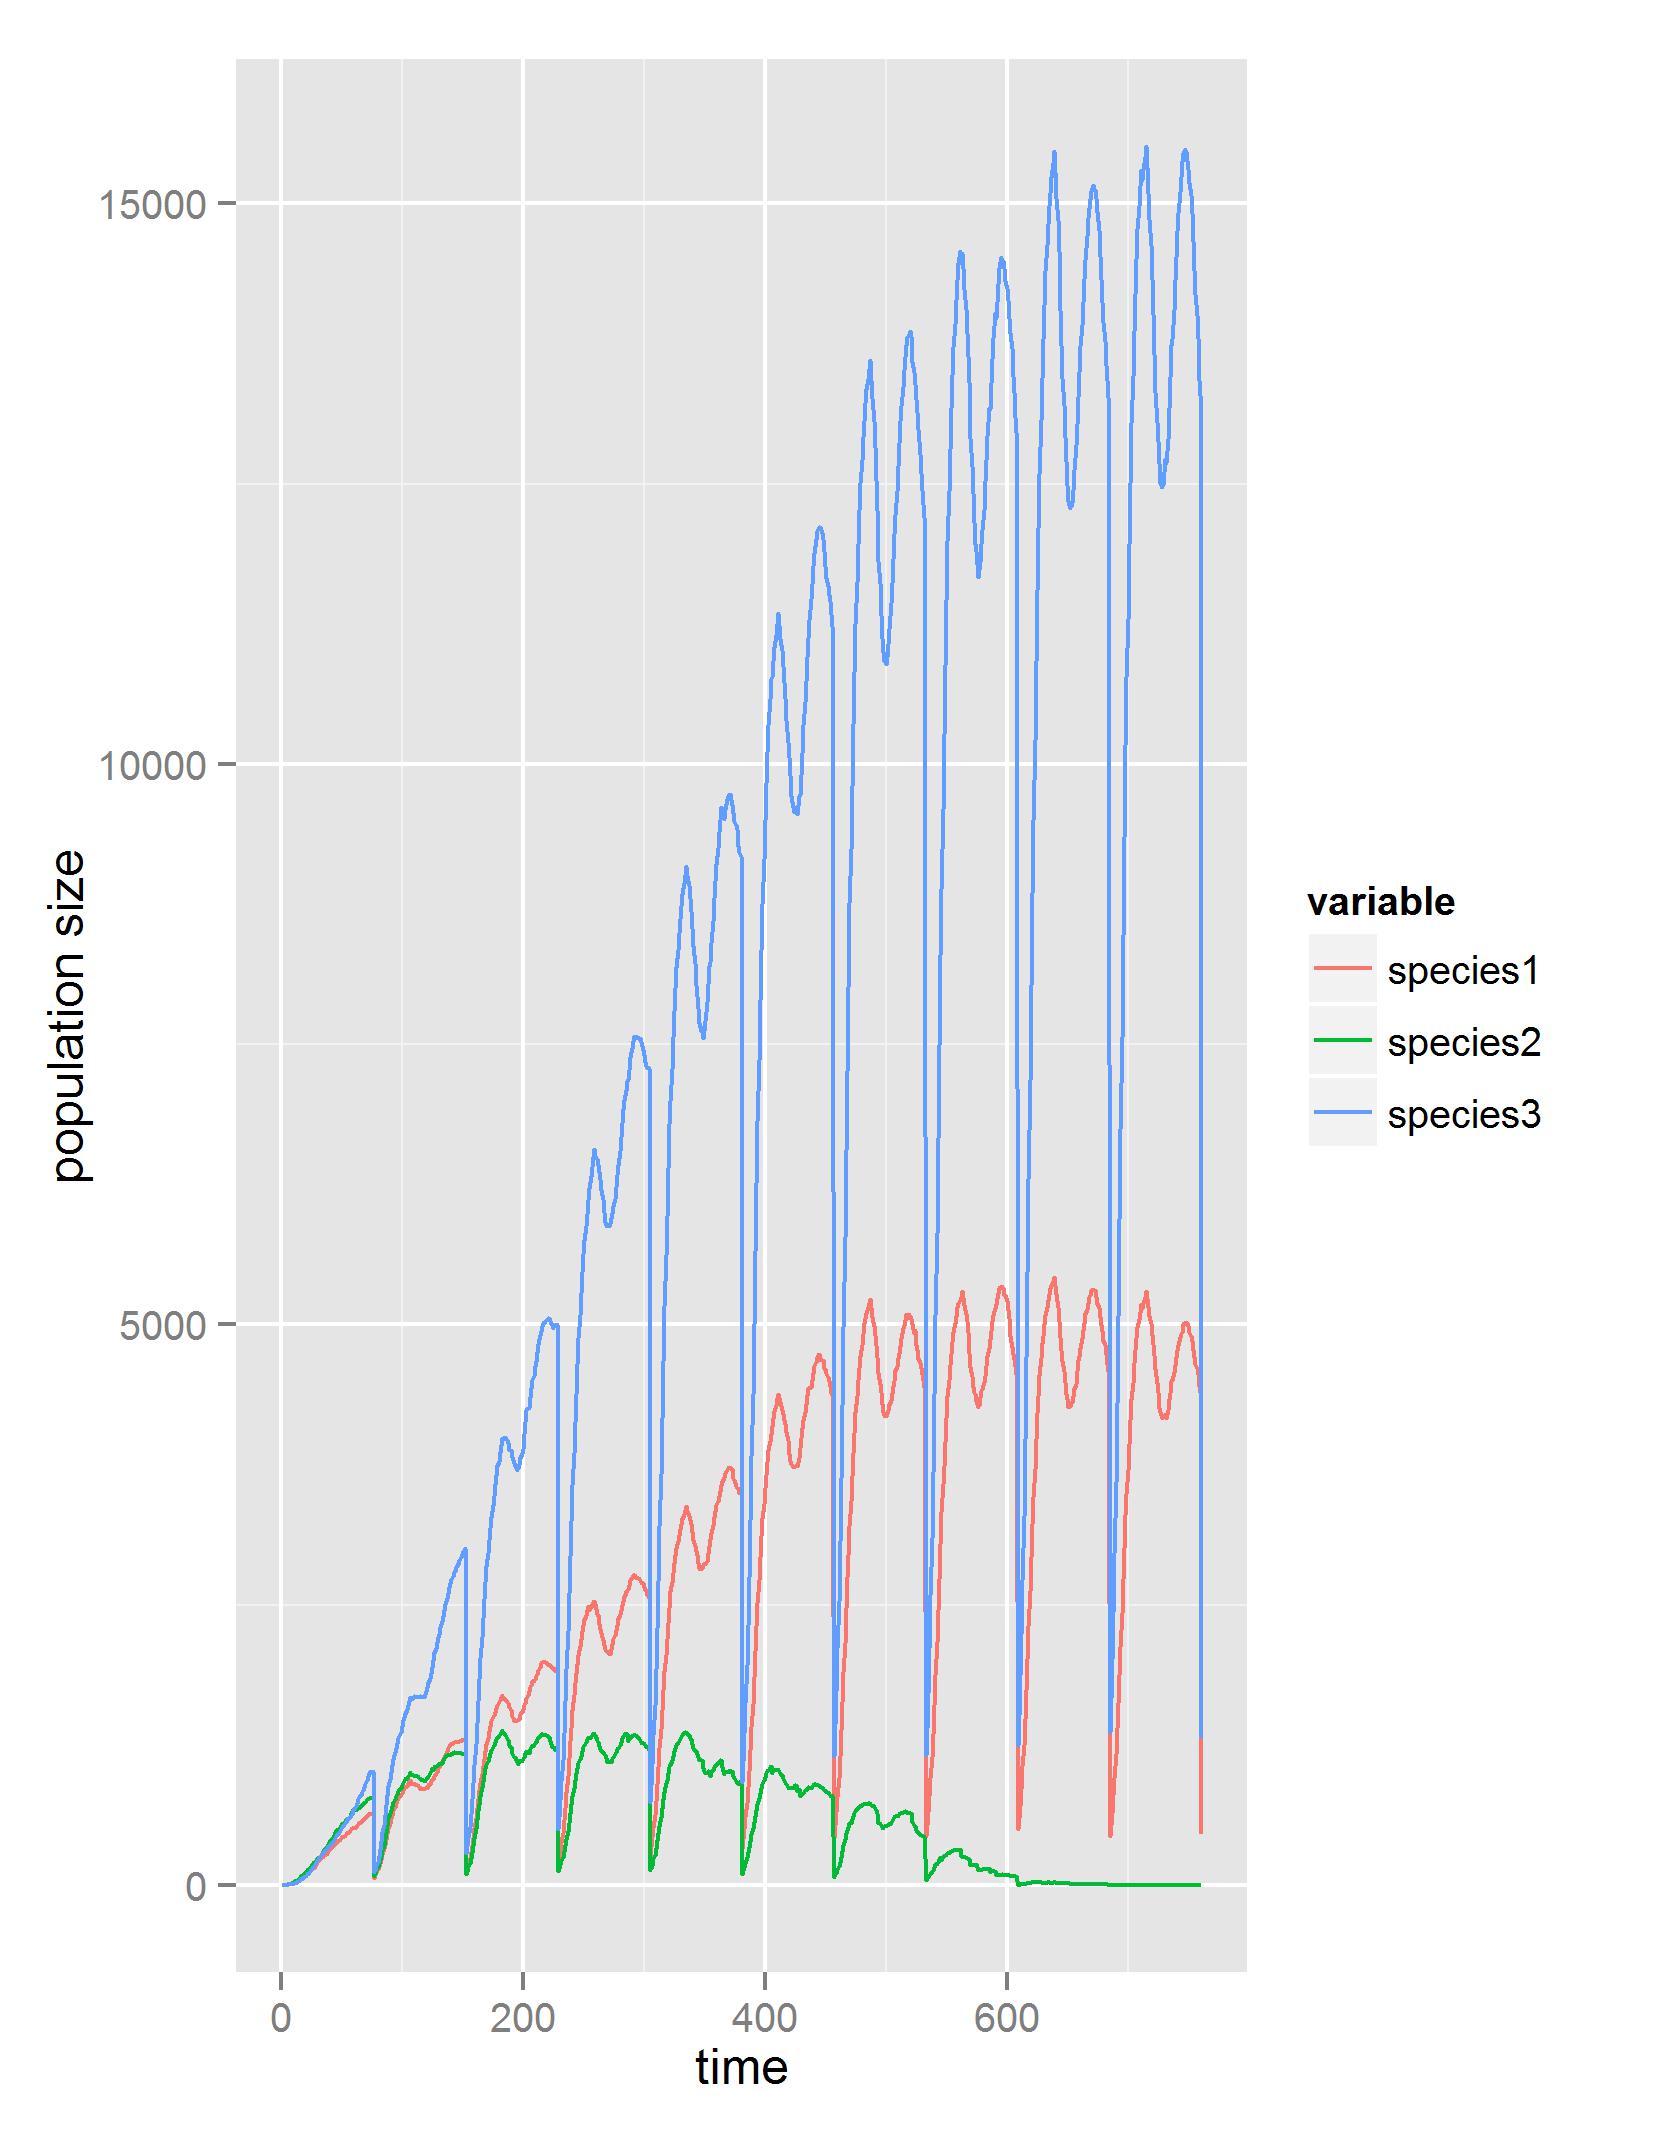 15000
10000
5000
0
population size
0 200 400 600
time
variable
species1
species2
species3